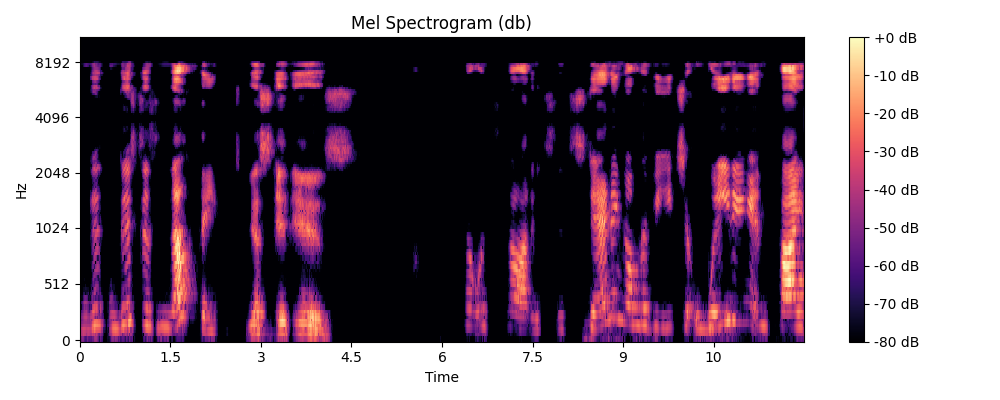 Mel Spectrogram (db)
+0 dB
8192
-10 dB
4096
-20 dB
-30 dB
Hz
2048
-40 dB
1024
-50 dB
-60 dB
512
-70 dB
0
-80 dB
0 1.5 3 4.5 6 7.5 9 10
Time